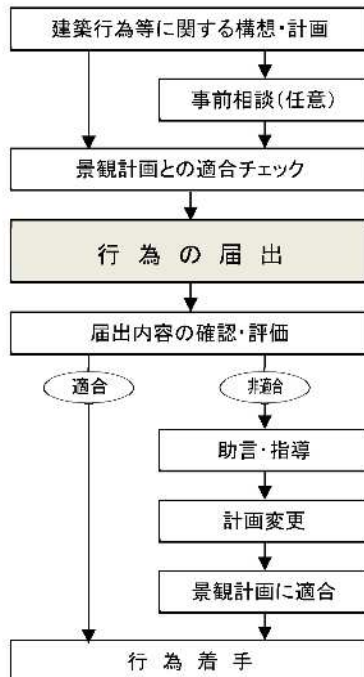 建築行為等に関する構想・計画
事前相談(任意)
景観計画との適合チェック
行為の届出
届出内容の確認・評価
適合
非適合
助言・指導
計画変更
景観計画に適合
行為着手